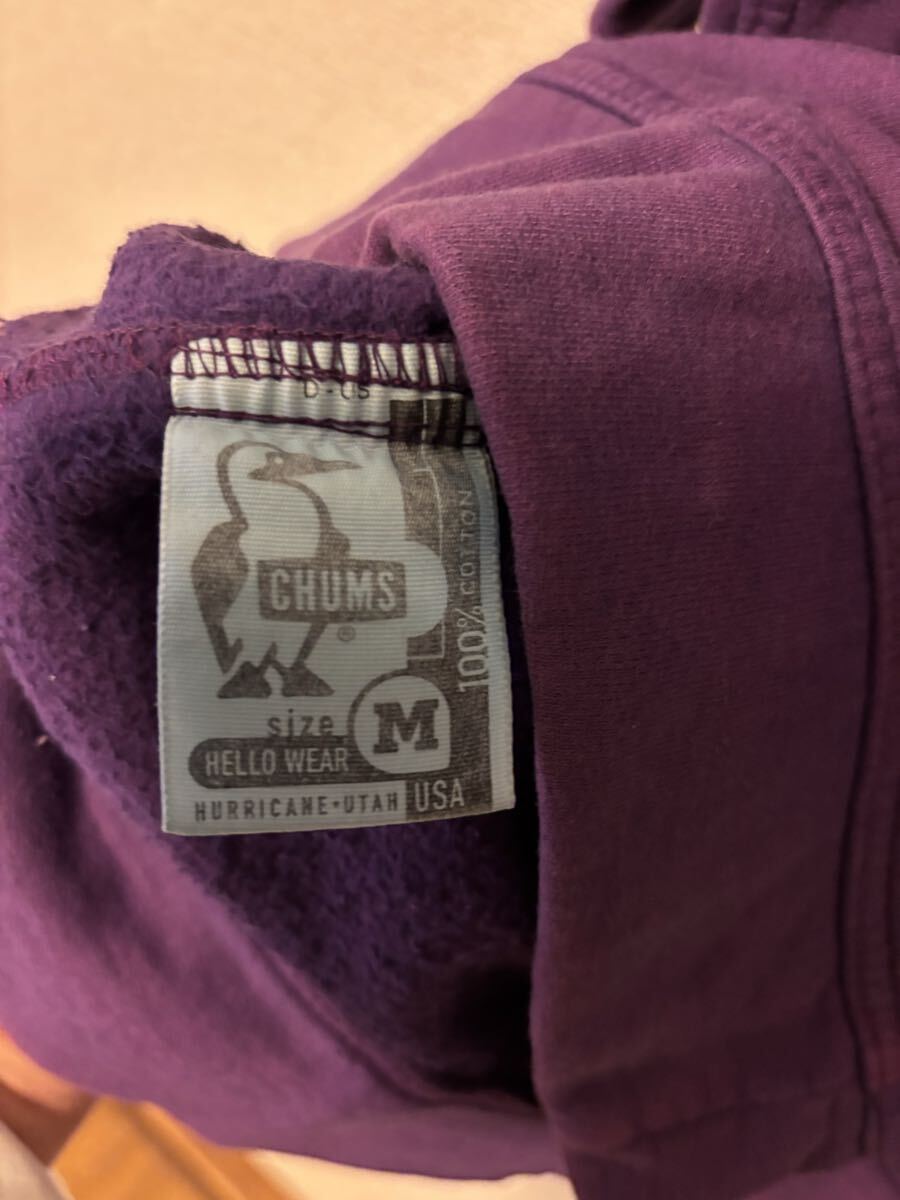 CHUMS
®
size M
HELLO WEAR
HURRICANE•UTAH USA
100% COTTON